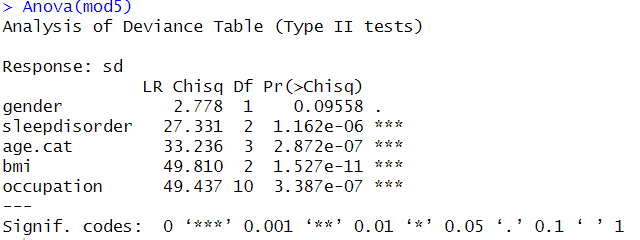 > Anova(mod5)
Analysis of Deviance Table (Type II tests)
Response: sd
LR Chisq Df Pr(>Chisq)
gender 2.778 1 0.09558 .
sleepdisorder 27.331 2 1.162e-06 ***
age.cat 33.236 3 2.872e-07 ***
bmi 49.810 2 1.527e-11 ***
occupation 49.437 10 3.387e-07 ***
---
Signif. codes: 0 ‘***’ 0.001 ‘**’ 0.01 ‘*’ 0.05 ‘.’ 0.1 ‘ ’ 1